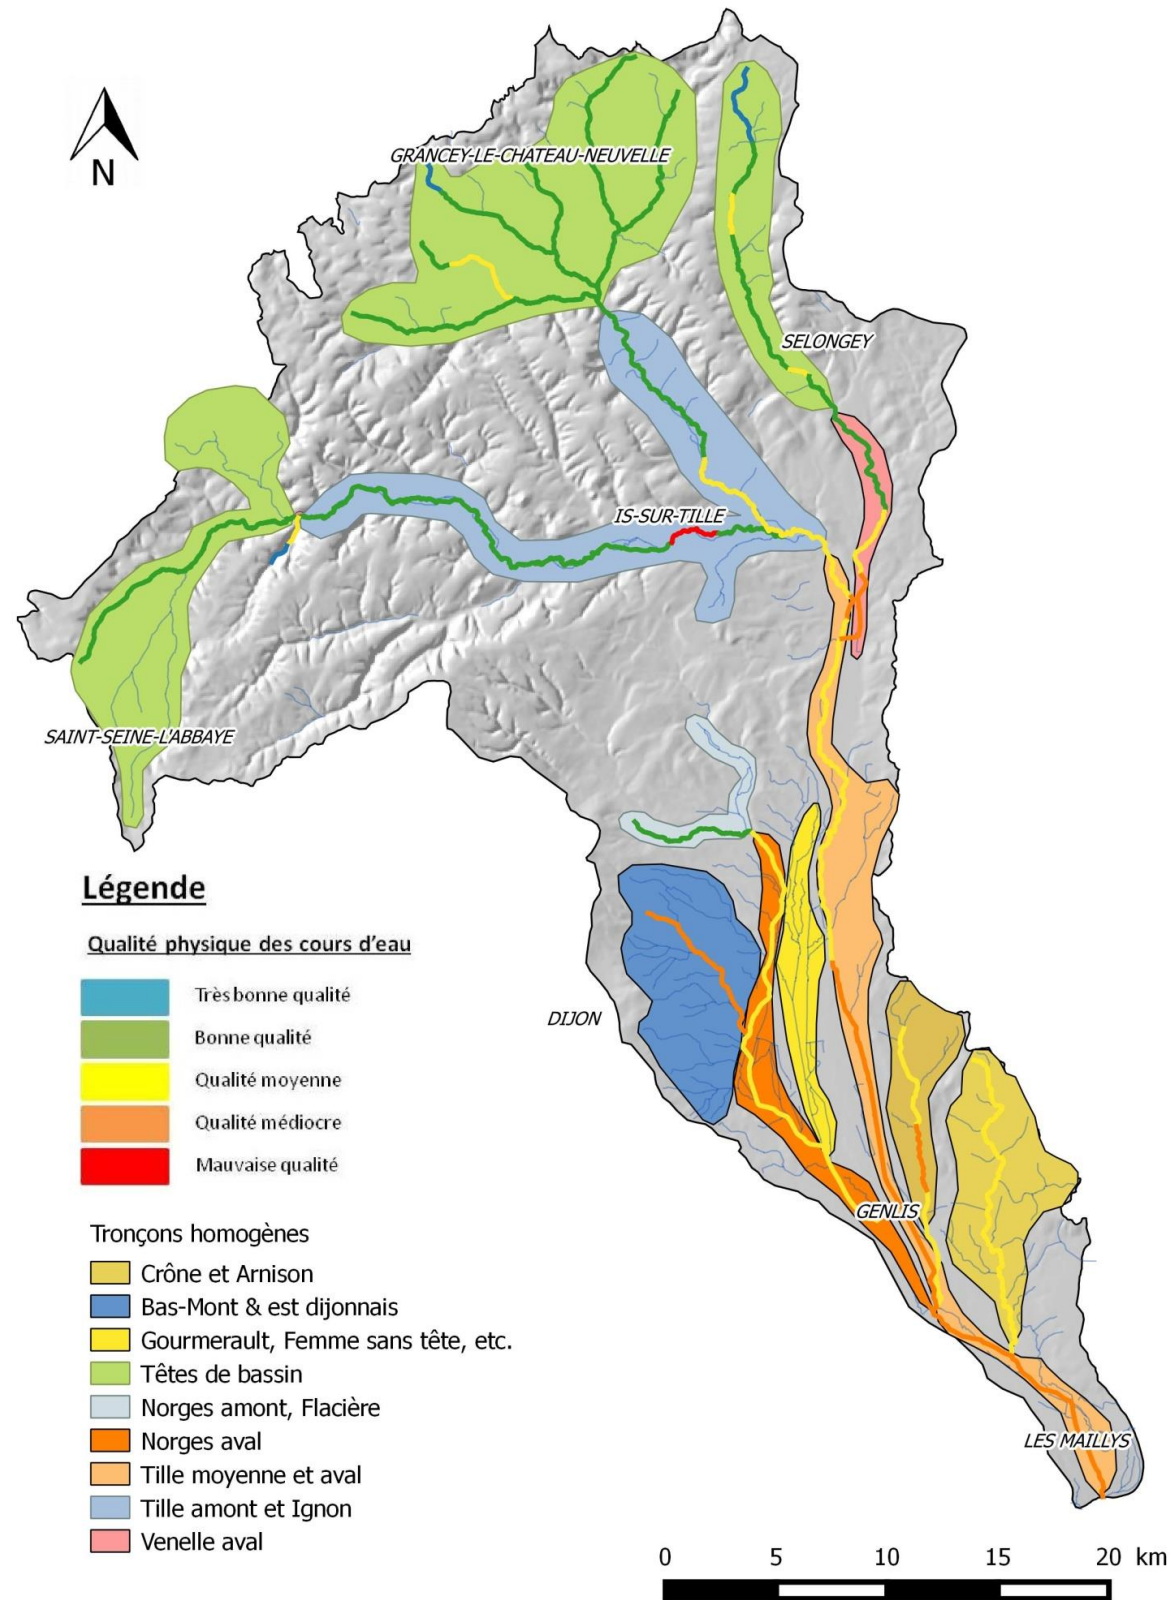 N
GRANCEY-LE-CHATEAU-NEUVELLE
SELONGEY
IS-SUR-TILLE
SAINT-SEINE-L'ABBAYE
DIJON
GENLIS
LES MAILLYS
Légende
Qualité physique des cours d'eau
Très bonne qualité
Bonne qualité
Qualité moyenne
Qualité médiocre
Mauvaise qualité
Tronçons homogènes
Crône et Arnison
Bas-Mont & est dijonnais
Gourmerault, Femme sans tête, etc.
Têtes de bassin
Norges amont, Flacière
Norges aval
Tille moyenne et aval
Tille amont et Ignon
Venelle aval
0 5 10 15 20 km